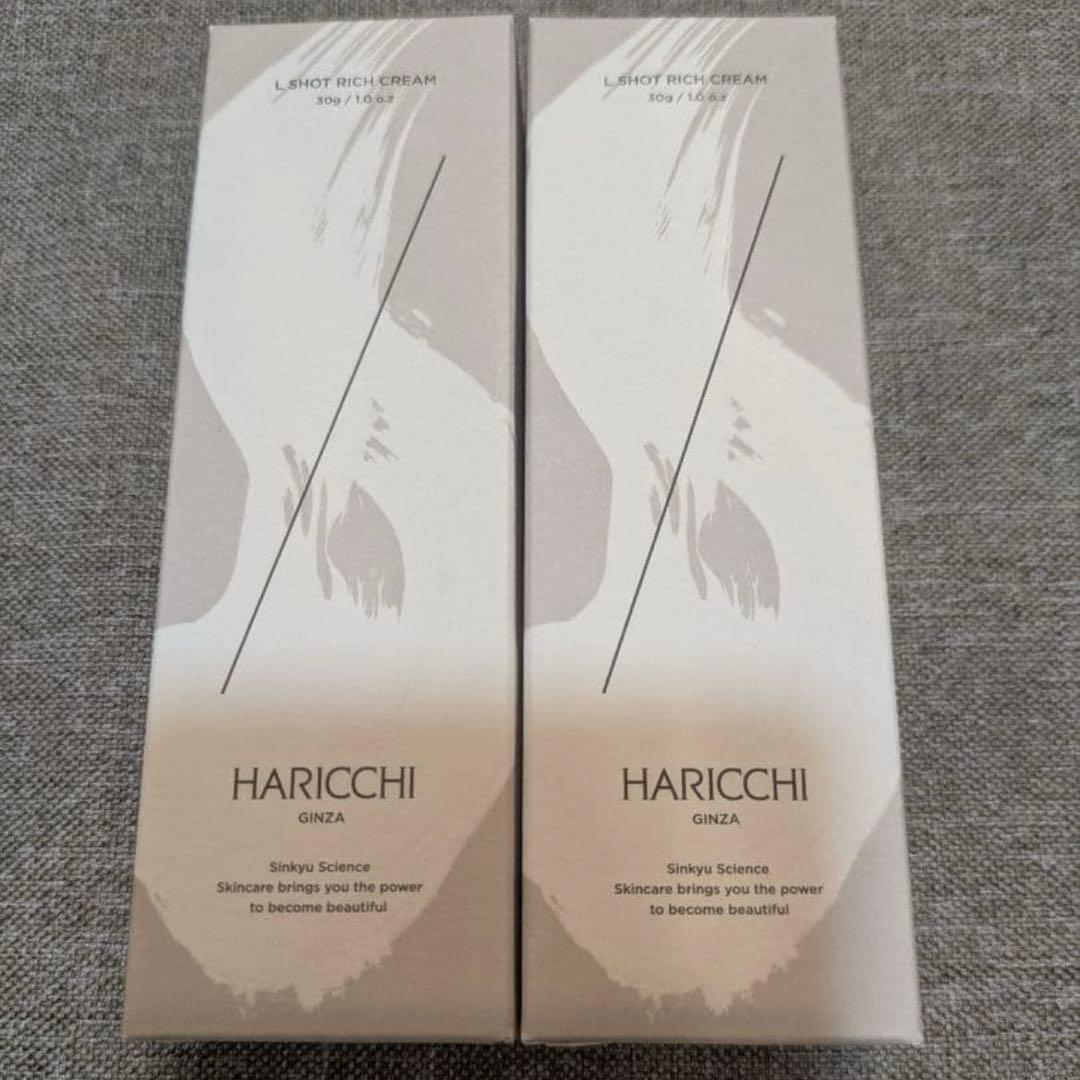 L SHOT RICH CREAM
30g / 1.0 o.z
HARICCHI
GINZA
Sinkyu Science
Skincare brings you the power
to become beautiful
L SHOT RICH CREAM
30g / 1.0 o.z
HARICCHI
GINZA
Sinkyu Science
Skincare brings you the power
to become beautiful